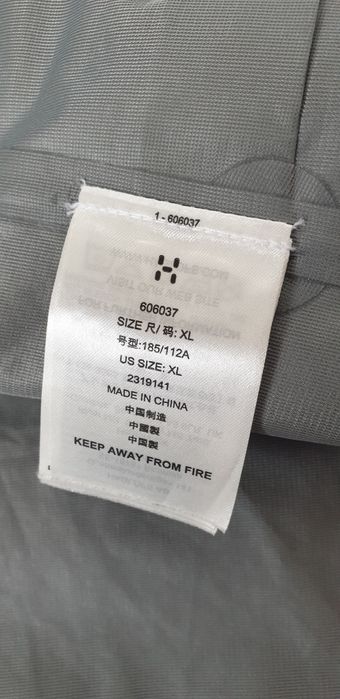 1 - 606037
606037
SIZE 尺/ 码: XL
号型:185/112A
US SIZE: XL
2319141
MADE IN CHINA
中国制造
中國製
中国製
KEEP AWAY FROM FIRE